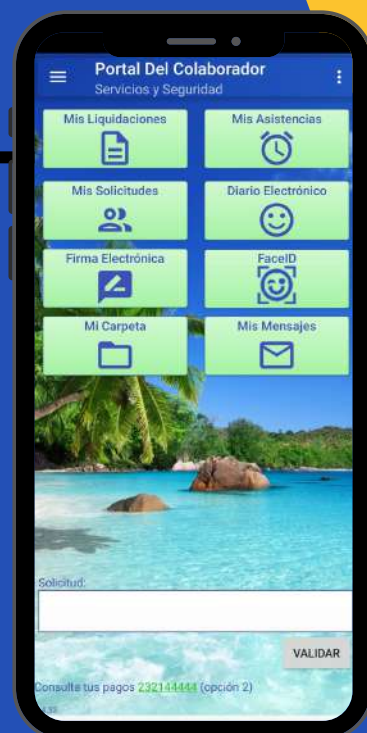 Portal Del Colaborador
Servicios y Seguridad
Mis Liquidaciones
Mis Asistencias
Mis Solicitudes
Diario Electrónico
Firma Electrónica
FaceID
Mi Carpeta
Mis Mensajes
Solicitud:
VALIDAR
Consulte tus pagos 232144444 (opción 2)